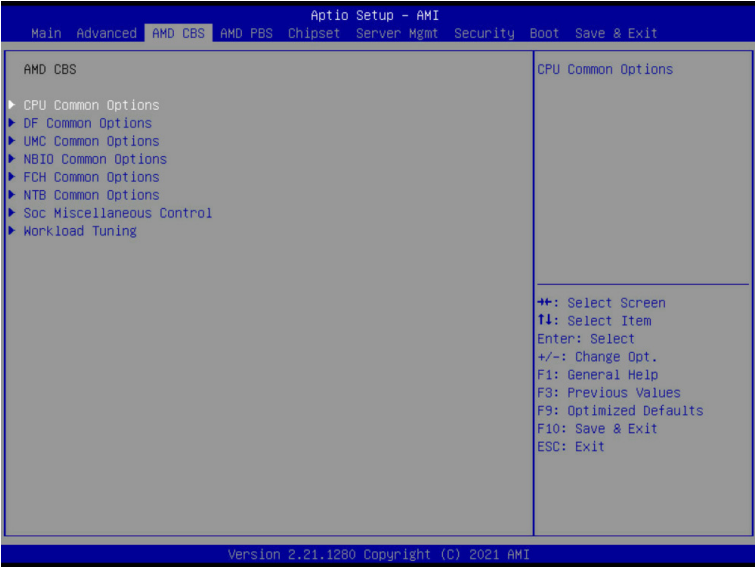 Aptio Setup - AMI
Main Advanced AMD CBS AMD PBS Chipset Server Mgmt Security Boot Save & Exit
AMD CBS
CPU Common Options
DF Common Options
UMC Common Options
NBIO Common Options
FCH Common Options
NTB Common Options
Soc Miscellaneous Control
Workload Tuning
CPU Common Options
→←: Select Screen
↑↓: Select Item
Enter: Select
+/-: Change Opt.
F1: General Help
F3: Previous Values
F9: Optimized Defaults
F10: Save & Exit
ESC: Exit
Version 2.21.1280 Copyright (C) 2021 AMI